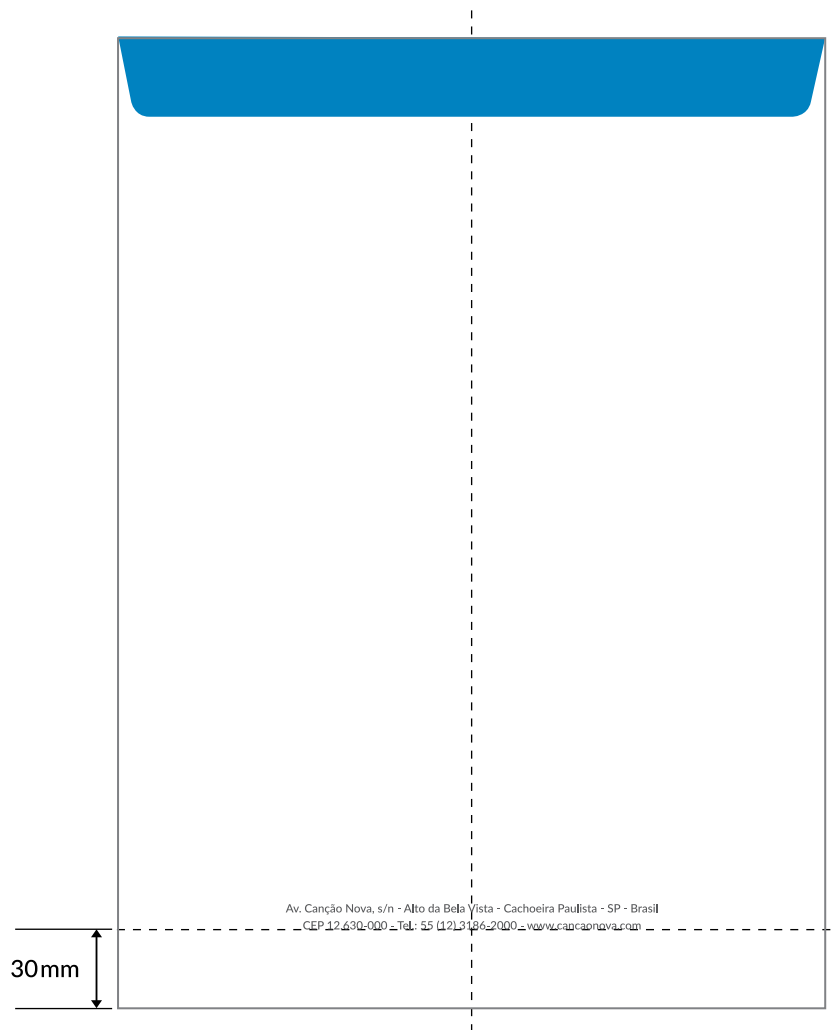 Av. Canção Nova, s/n - Alto da Bela Vista - Cachoeira Paulista - SP - Brasil
CEP 12.630-000 - Tel.: 55 (12) 3186-2000 - www.cancaonova.com
30mm